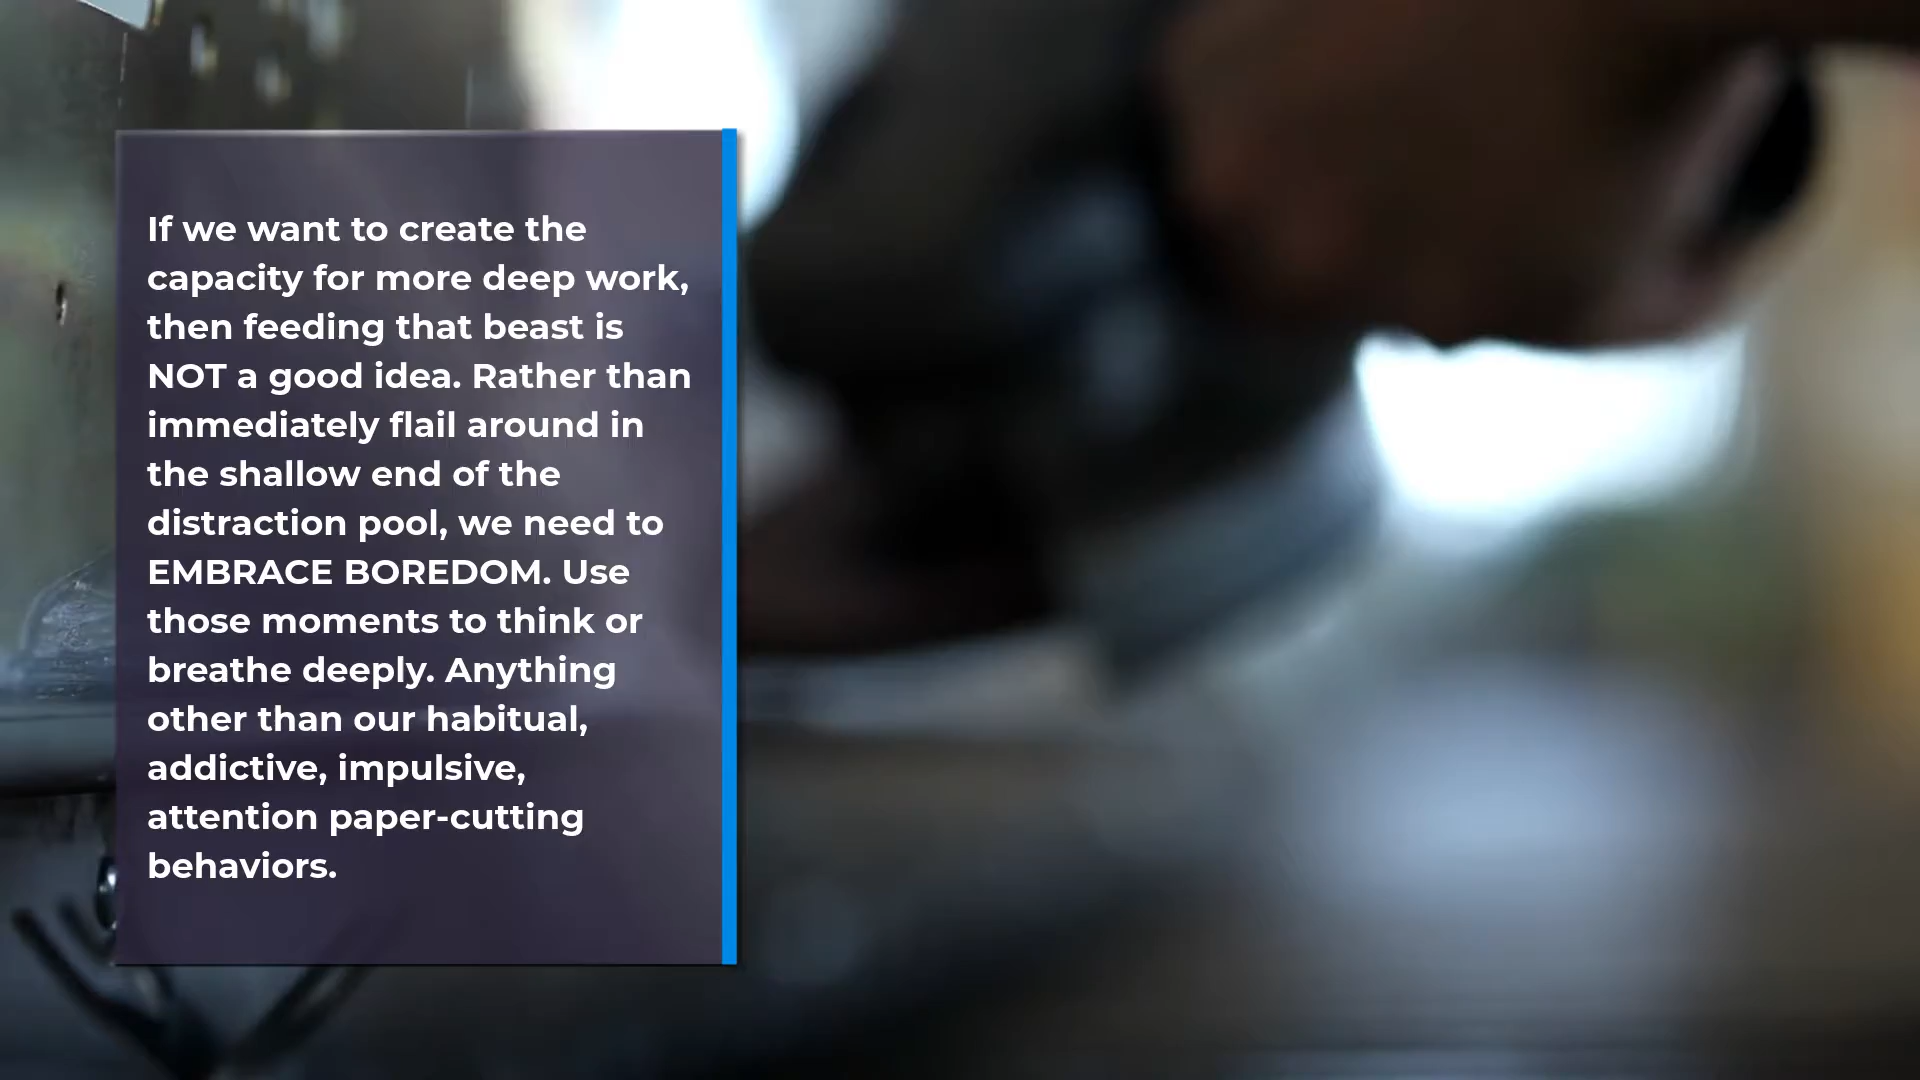 If we want to create the
capacity for more deep work,
then feeding that beast is
NOT a good idea. Rather than
immediately flail around in
the shallow end of the
distraction pool, we need to
EMBRACE BOREDOM. Use
those moments to think or
breathe deeply. Anything
other than our habitual,
addictive, impulsive,
attention paper-cutting
behaviors.